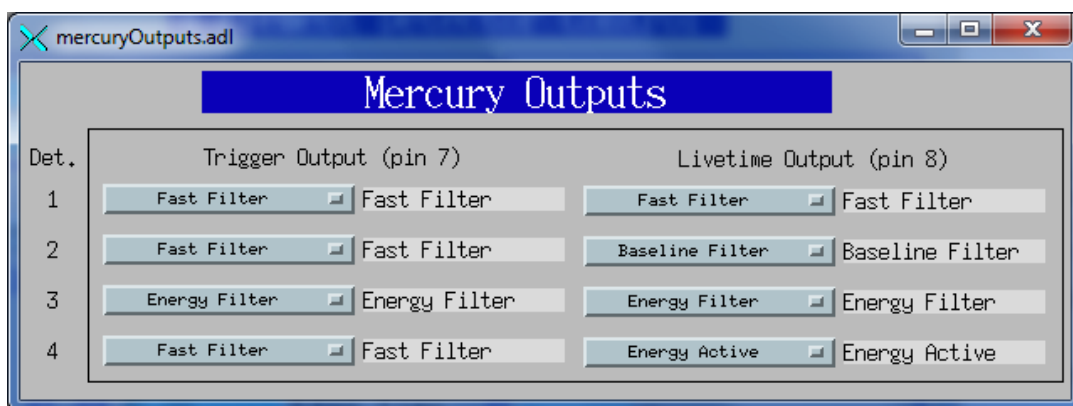 mercuryOutputs.adl
Mercury Outputs
Det. Trigger Output (pin 7) Livetime Output (pin 8)
1 Fast Filter Fast Filter Fast Filter Fast Filter
2 Fast Filter Fast Filter Baseline Filter Baseline Filter
3 Energy Filter Energy Filter Energy Filter Energy Filter
4 Fast Filter Fast Filter Energy Active Energy Active